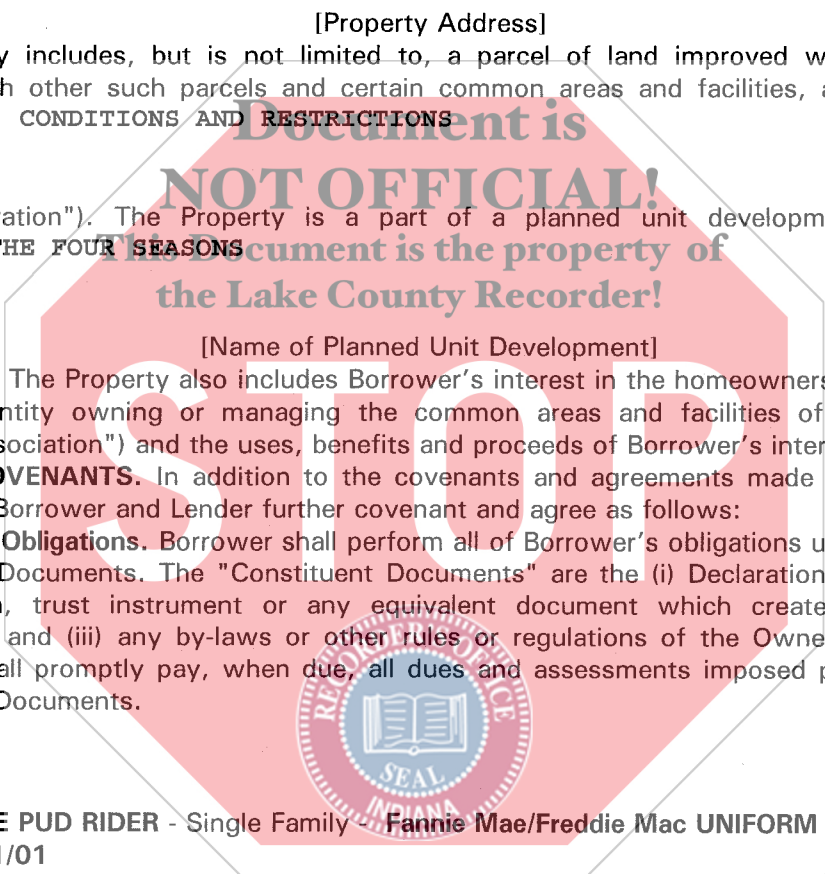 [Property Address]
y includes, but is not limited to, a parcel of land improved w
h other such parcels and certain common areas and facilities, a
CONDITIONS AND RESTRICTIONS
Document is
NOT OFFICIAL!
ration"). The Property is a part of a planned unit developm
THE FOUR SEASONS
This Document is the property of
the Lake County Recorder!
[Name of Planned Unit Development]
The Property also includes Borrower's interest in the homeowners
ntity owning or managing the common areas and facilities of
sociation") and the uses, benefits and proceeds of Borrower's inter
OVENANTS. In addition to the covenants and agreements made
Borrower and Lender further covenant and agree as follows:
STOP
Obligations. Borrower shall perform all of Borrower's obligations u
Documents. The "Constituent Documents" are the (i) Declaration
, trust instrument or any equivalent document which create
and (iii) any by-laws or other rules or regulations of the Owne
all promptly pay, when due, all dues and assessments imposed p
Documents.
RECORDER'S OFFICE
SEAL
INDIANA
E PUD RIDER - Single Family - Fannie Mae/Freddie Mac UNIFORM
1/01